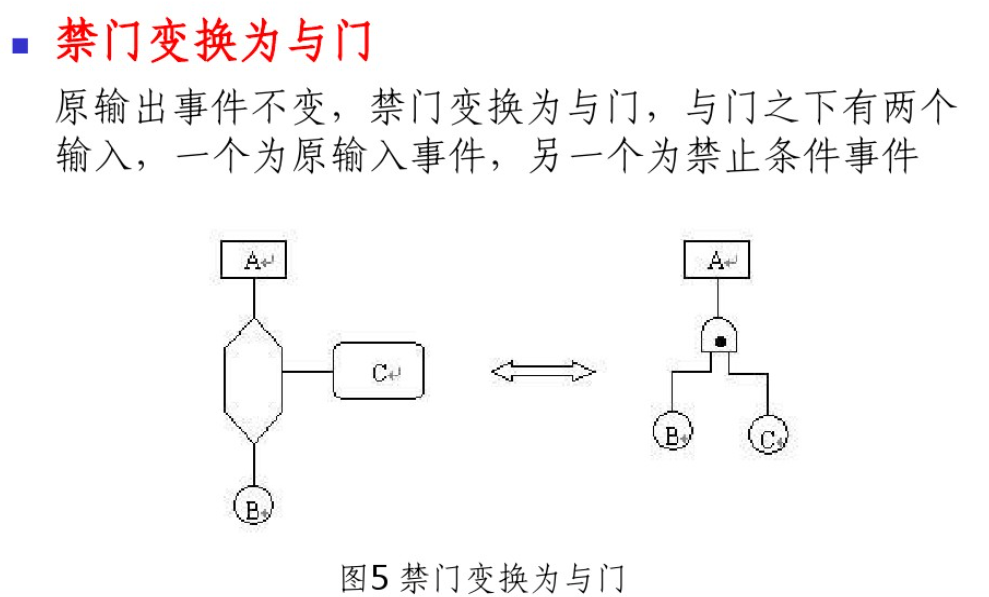 禁门变换为与门
原输出事件不变，禁门变换为与门，与门之下有两个
输入，一个为原输入事件，另一个为禁止条件事件
A↵
A↵
C↵
B
C
B
图5 禁门变换为与门